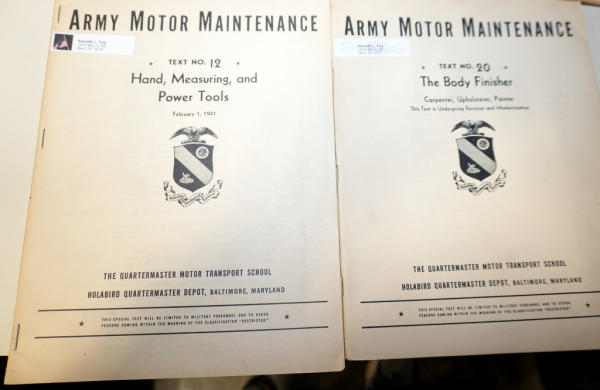 ARMY MOTOR MAINTENANCE
TEXT NO. 12
Hand, Measuring, and
Power Tools
February 1, 1941
THE QUARTERMASTER MOTOR TRANSPORT SCHOOL
HOLABIRD QUARTERMASTER DEPOT, BALTIMORE, MARYLAND
THIS SPECIAL TEXT WILL BE LIMITED TO MILITARY PERSONNEL AND TO OTHER
PERSONS COMING WITHIN THE MEANING OF THE CLASSIFICATION "RESTRICTED"
ARMY MOTOR MAINTENANCE
TEXT NO. 20
The Body Finisher
Carpenter, Upholsterer, Painter
This Text is Undergoing Revision and Modernization
THE QUARTERMASTER MOTOR TRANSPORT SCHOOL
HOLABIRD QUARTERMASTER DEPOT, BALTIMORE, MARYLAND
THIS SPECIAL TEXT WILL BE LIMITED TO MILITARY PERSONNEL AND TO OTHER
PERSONS COMING WITHIN THE MEANING OF THE CLASSIFICATION "RESTRICTED"